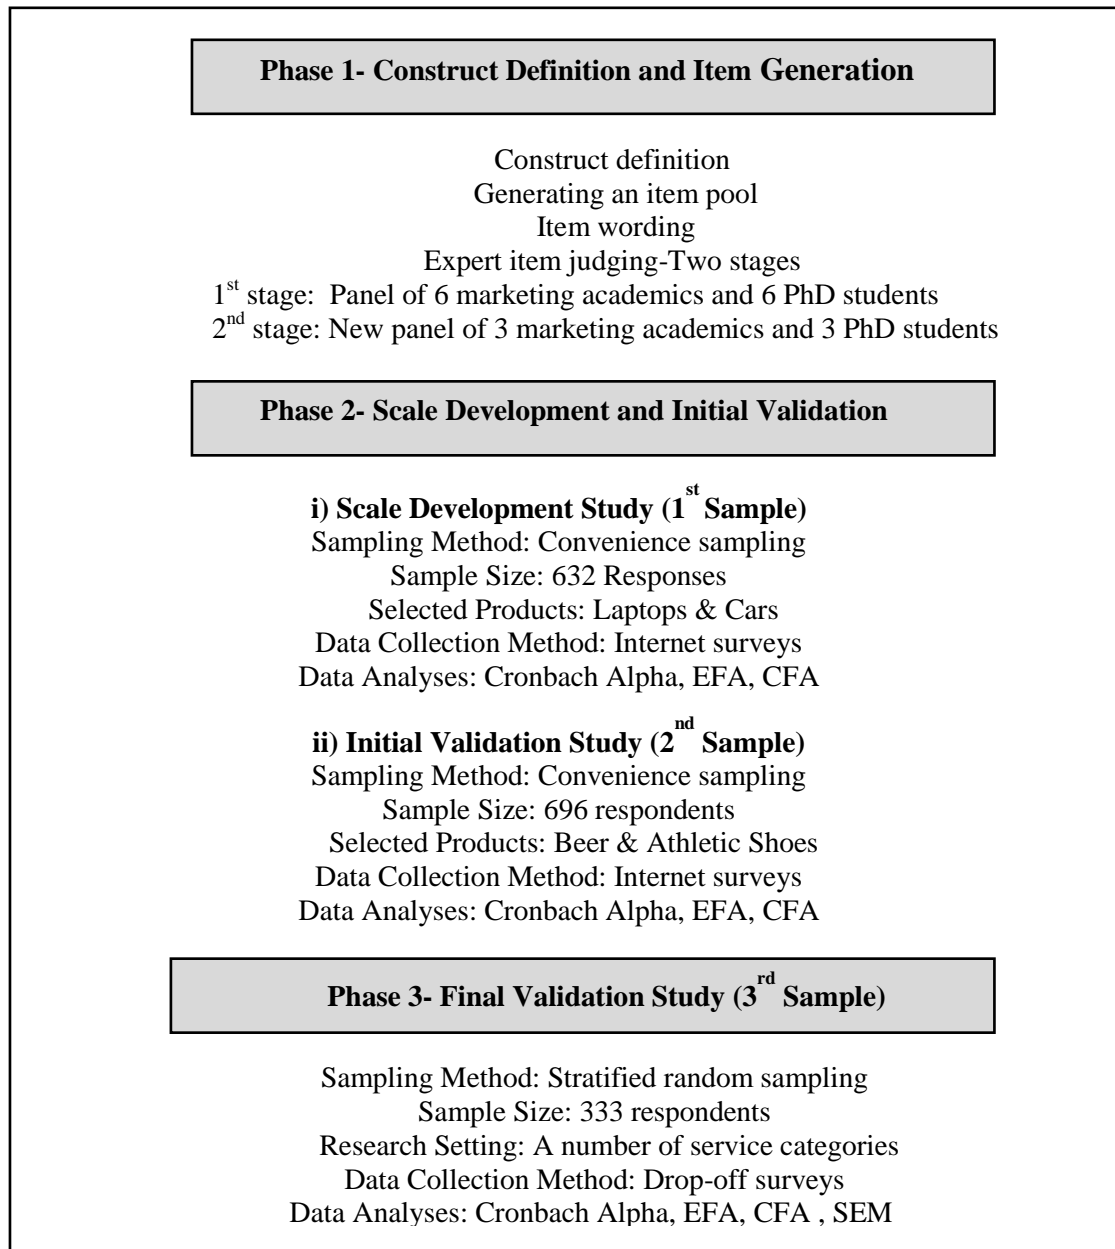 Phase 1- Construct Definition and Item Generation
Construct definition
Generating an item pool
Item wording
Expert item judging-Two stages
1st stage:  Panel of 6 marketing academics and 6 PhD students
2nd stage: New panel of 3 marketing academics and 3 PhD students
Phase 2- Scale Development and Initial Validation
i) Scale Development Study (1st Sample)
Sampling Method: Convenience sampling
Sample Size: 632 Responses
Selected Products: Laptops & Cars
Data Collection Method: Internet surveys
Data Analyses: Cronbach Alpha, EFA, CFA
ii) Initial Validation Study (2nd Sample)
Sampling Method: Convenience sampling
Sample Size: 696 respondents
Selected Products: Beer & Athletic Shoes
Data Collection Method: Internet surveys
Data Analyses: Cronbach Alpha, EFA, CFA
Phase 3- Final Validation Study (3rd Sample)
Sampling Method: Stratified random sampling
Sample Size: 333 respondents
Research Setting: A number of service categories
Data Collection Method: Drop-off surveys
Data Analyses: Cronbach Alpha, EFA, CFA , SEM